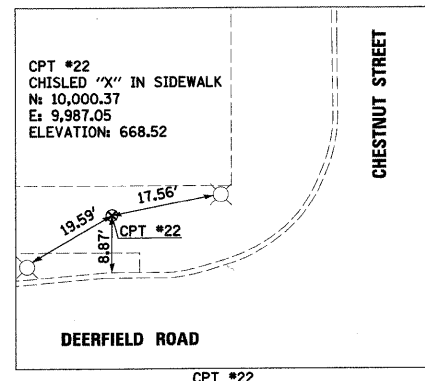 CPT #22
CHISLED "X" IN SIDEWALK
N: 10,000.37
E: 9,987.05
ELEVATION: 668.52
CHESTNUT STREET
17.56'
19.59'
CPT #22
8.87'
DEERFIELD ROAD
CPT #22